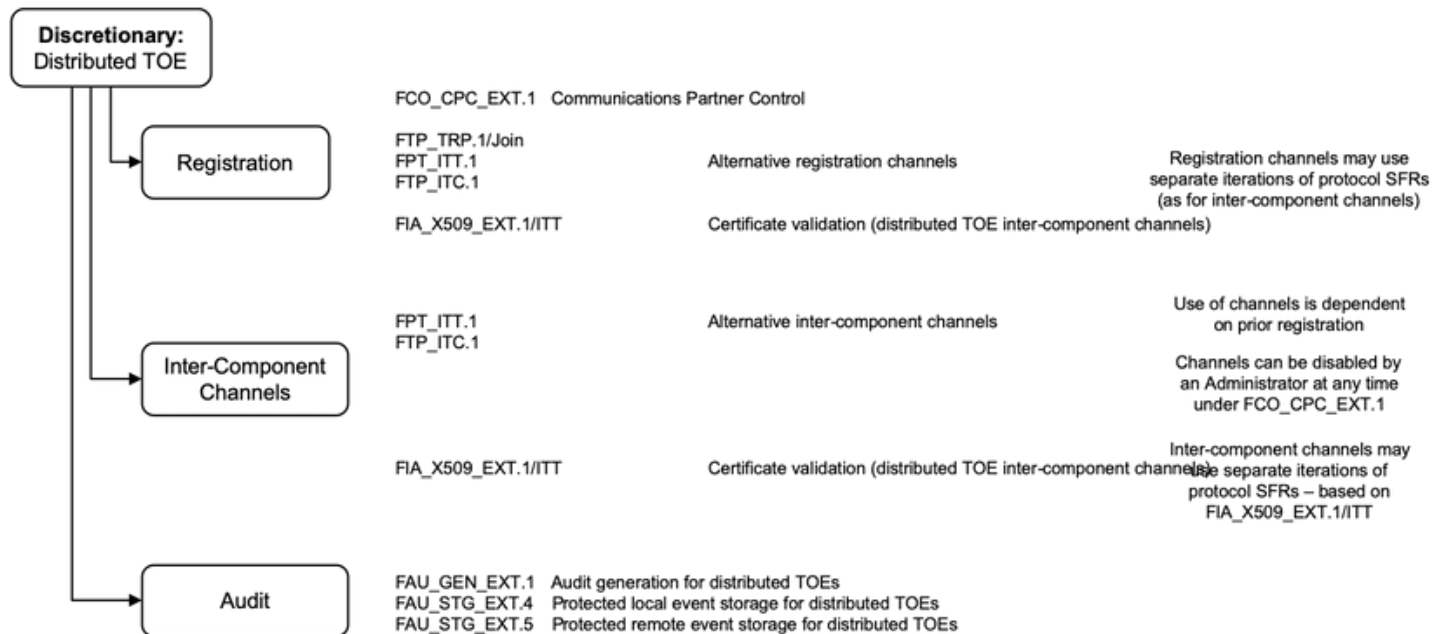 Discretionary:
Distributed TOE
FCO_CPC_EXT.1 Communications Partner Control
Registration
FTP_TRP.1/Join
FPT_ITT.1
FTP_ITC.1
Alternative registration channels
Registration channels may use
separate iterations of protocol SFRs
(as for inter-component channels)
FIA_X509_EXT.1/ITT Certificate validation (distributed TOE inter-component channels)
Inter-Component
Channels
FPT_ITT.1
FTP_ITC.1
Alternative inter-component channels
Use of channels is dependent
on prior registration
Channels can be disabled by
an Administrator at any time
under FCO_CPC_EXT.1
FIA_X509_EXT.1/ITT Certificate validation (distributed TOE inter-component channels)
Inter-component channels may
use separate iterations of
protocol SFRs – based on
FIA_X509_EXT.1/ITT
Audit
FAU_GEN_EXT.1 Audit generation for distributed TOEs
FAU_STG_EXT.4 Protected local event storage for distributed TOEs
FAU_STG_EXT.5 Protected remote event storage for distributed TOEs